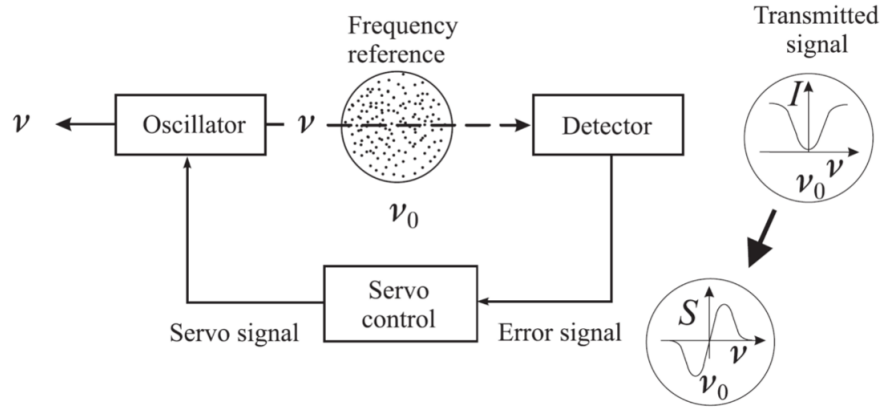 Frequency
reference
Transmitted
signal
ν
Oscillator
ν
Detector
I
ν
ν0
ν0
Servo
control
Servo signal
Error signal
S
ν
ν0